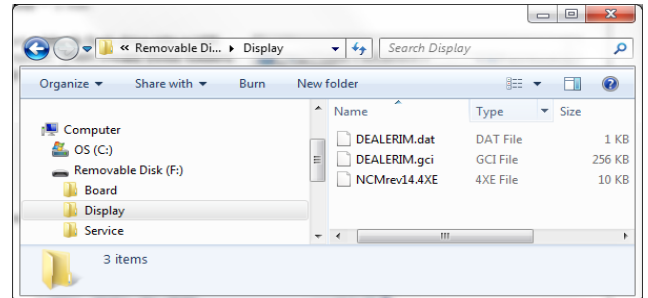 « Removable Di... ▸ Display
Search Display
Organize ▾ Share with ▾ Burn New folder
Name Type Size
Computer
OS (C:)
Removable Disk (F:)
Board
Display
Service
DEALERIM.dat DAT File 1 KB
DEALERIM.gci GCI File 256 KB
NCMrev14.4XE 4XE File 10 KB
3 items